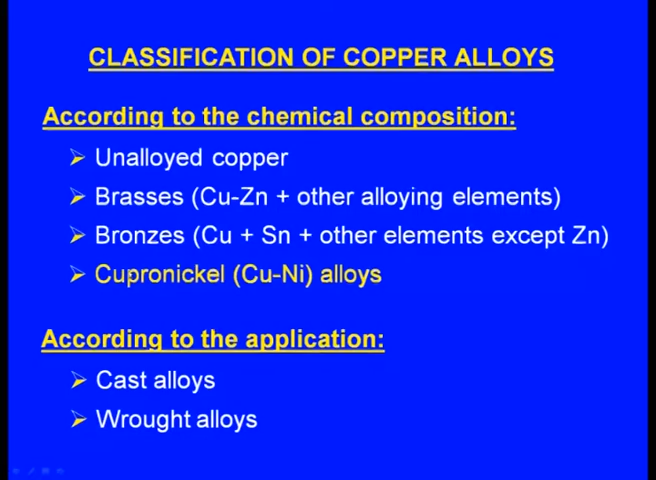 CLASSIFICATION OF COPPER ALLOYS
According to the chemical composition:
Unalloyed copper
Brasses (Cu-Zn + other alloying elements)
Bronzes (Cu + Sn + other elements except Zn)
Cupronickel (Cu-Ni) alloys
According to the application:
Cast alloys
Wrought alloys